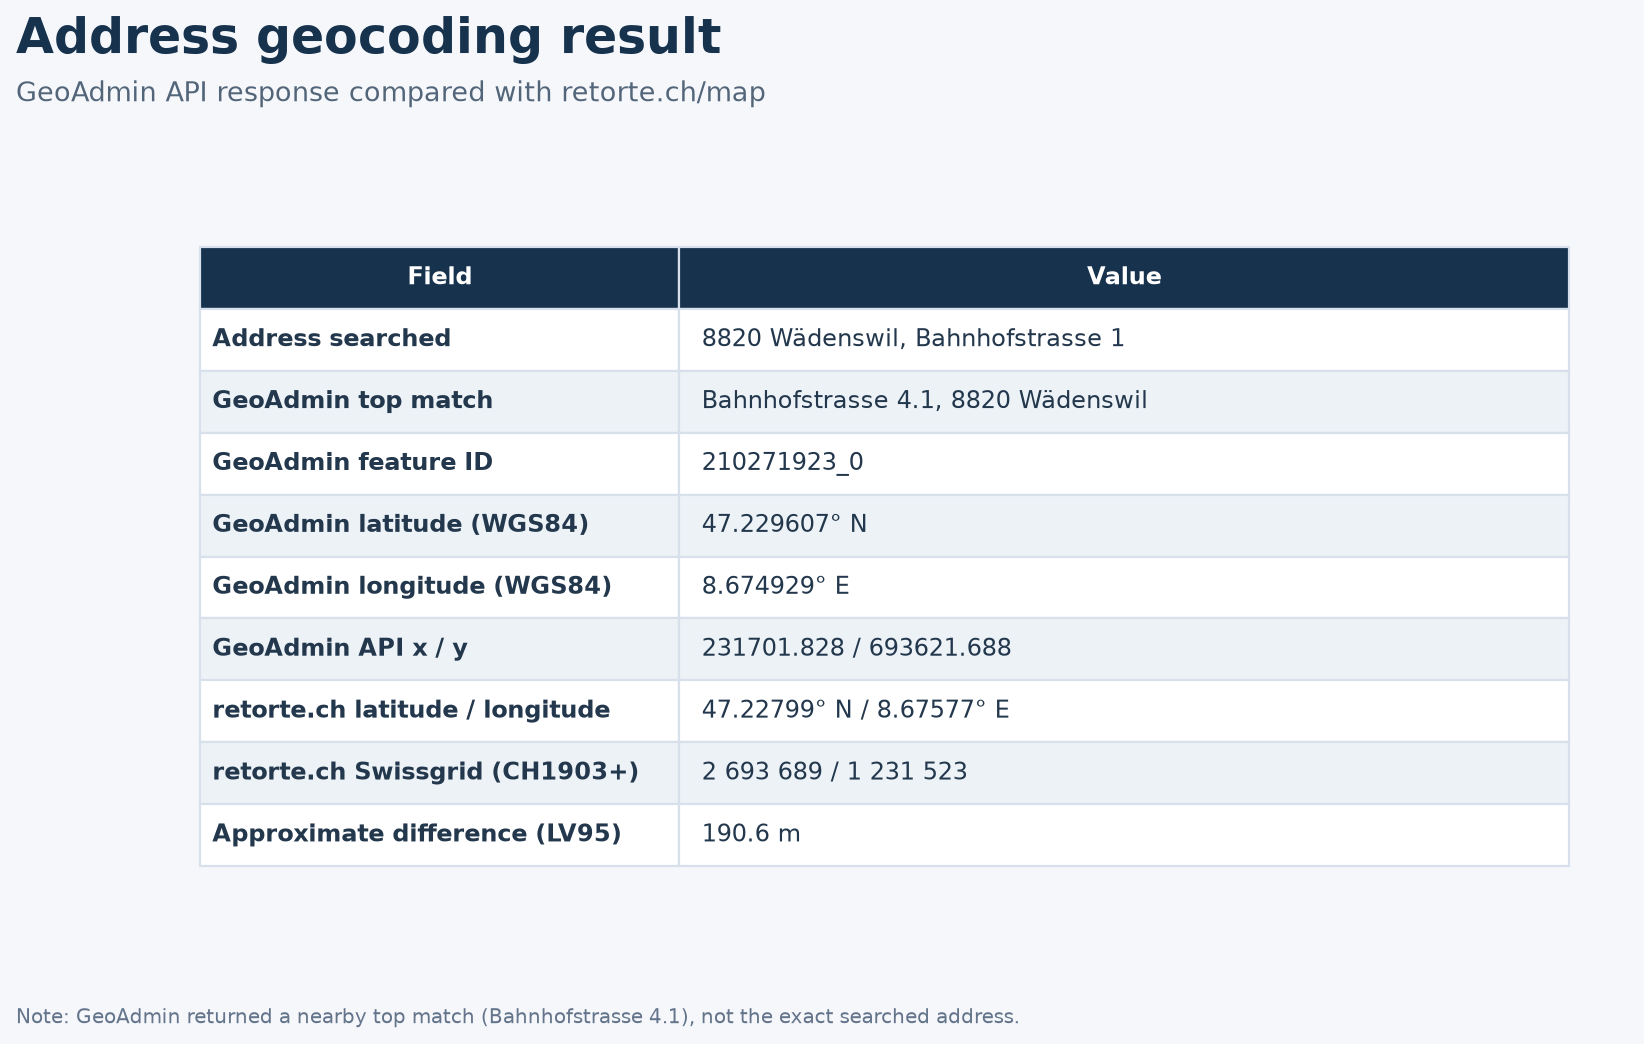 Address geocoding result
GeoAdmin API response compared with retorte.ch/map
Field Value
Address searched 8820 Wädenswil, Bahnhofstrasse 1
GeoAdmin top match Bahnhofstrasse 4.1, 8820 Wädenswil
GeoAdmin feature ID 210271923_0
GeoAdmin latitude (WGS84) 47.229607° N
GeoAdmin longitude (WGS84) 8.674929° E
GeoAdmin API x / y 231701.828 / 693621.688
retorte.ch latitude / longitude 47.22799° N / 8.67577° E
retorte.ch Swissgrid (CH1903+) 2 693 689 / 1 231 523
Approximate difference (LV95) 190.6 m
Note: GeoAdmin returned a nearby top match (Bahnhofstrasse 4.1), not the exact searched address.